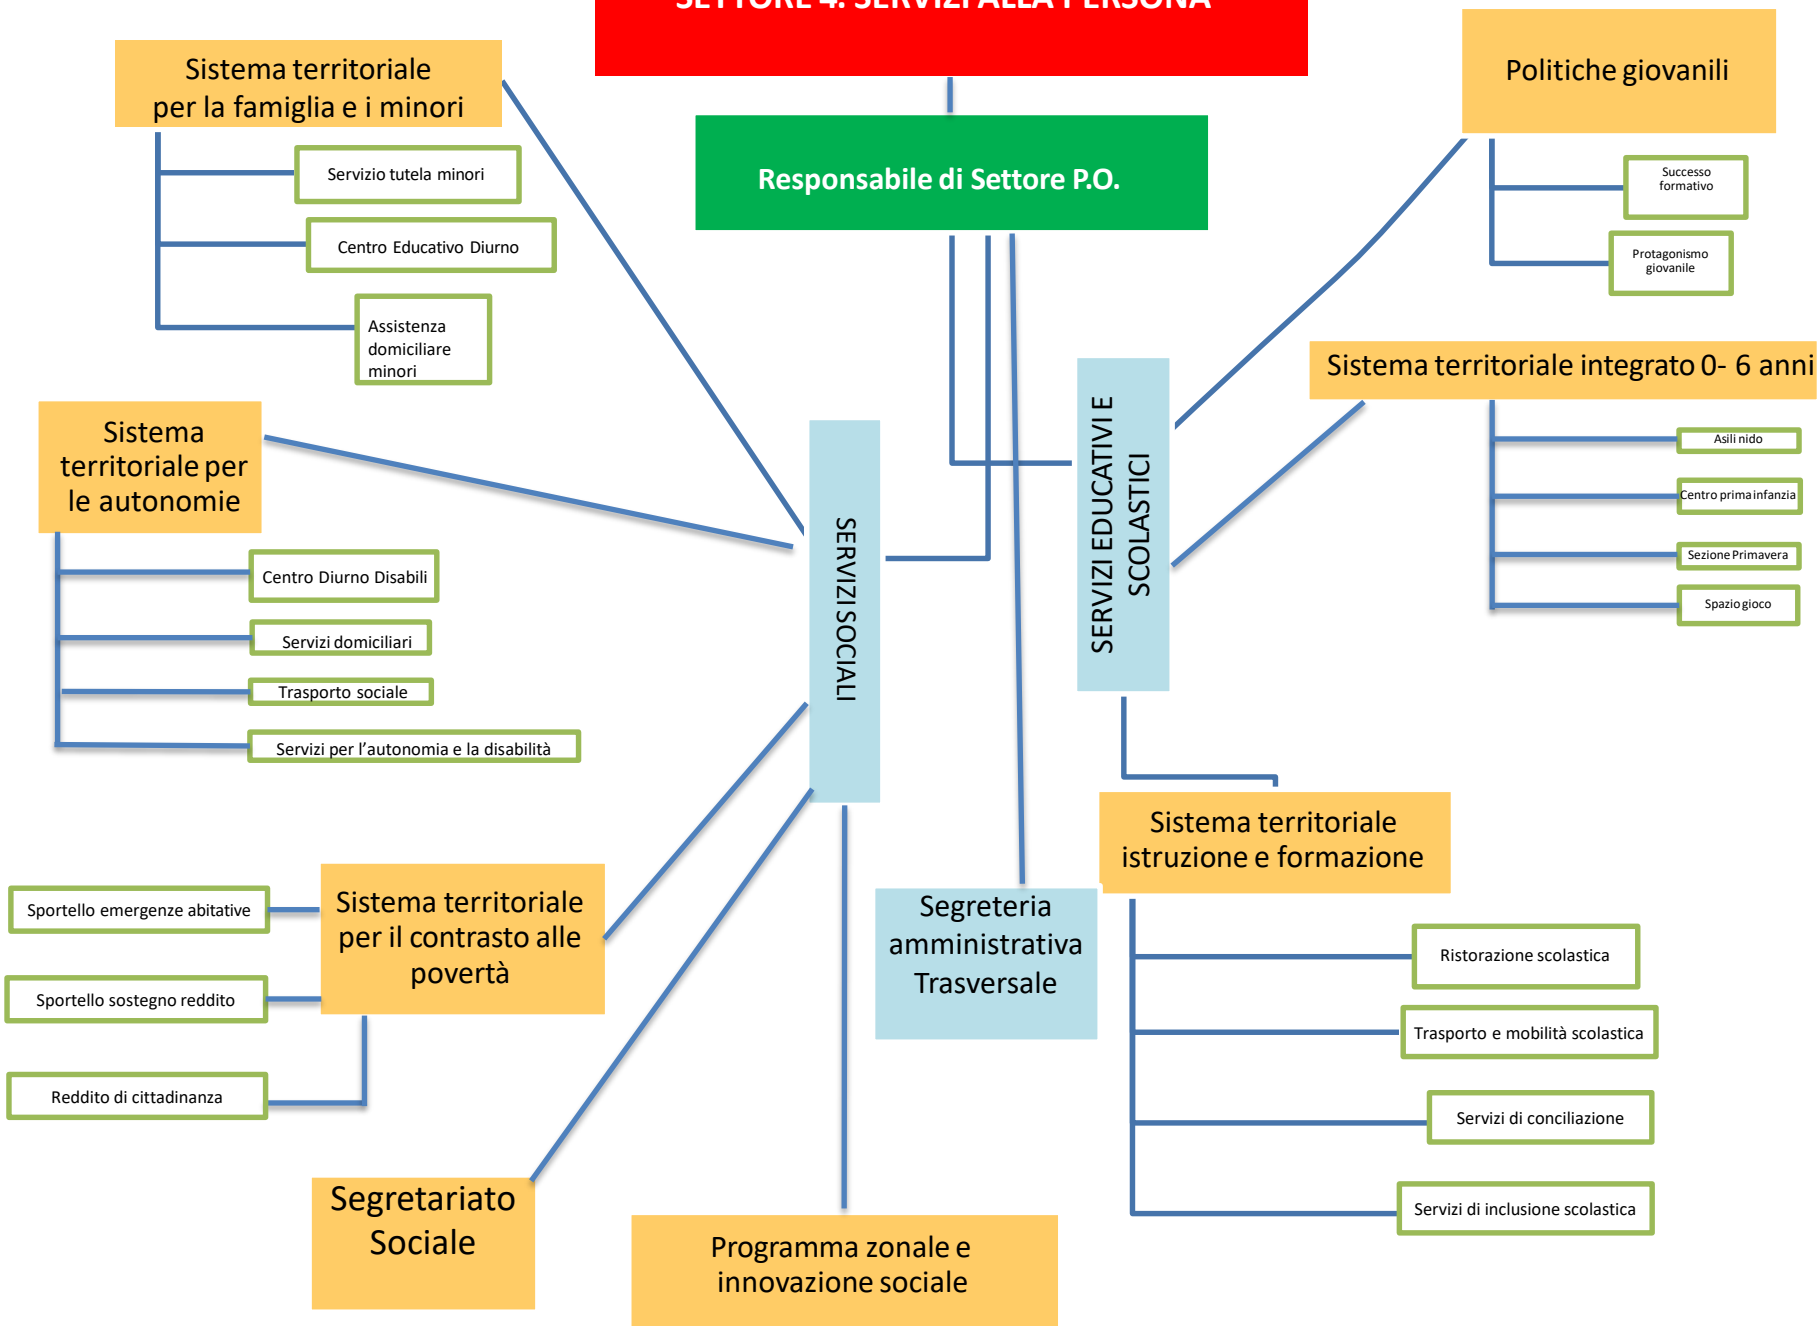 SETTORE 4: SERVIZI ALLA PERSONA
Responsabile di Settore P.O.
Sistema territoriale
per la famiglia e i minori
Servizio tutela minori
Centro Educativo Diurno
Assistenza
domiciliare
minori
Sistema
territoriale per
le autonomie
Centro Diurno Disabili
Servizi domiciliari
Trasporto sociale
Servizi per l'autonomia e la disabilità
SERVIZI SOCIALI
Sistema territoriale
per il contrasto alle
povertà
Sportello emergenze abitative
Sportello sostegno reddito
Reddito di cittadinanza
Segretariato
Sociale
Programma zonale e
innovazione sociale
Segreteria
amministrativa
Trasversale
SERVIZI EDUCATIVI E
SCOLASTICI
Politiche giovanili
Successo
formativo
Protagonismo
giovanile
Sistema territoriale integrato 0- 6 anni
Asili nido
Centro prima infanzia
Sezione Primavera
Spazio gioco
Sistema territoriale
istruzione e formazione
Ristorazione scolastica
Trasporto e mobilità scolastica
Servizi di conciliazione
Servizi di inclusione scolastica